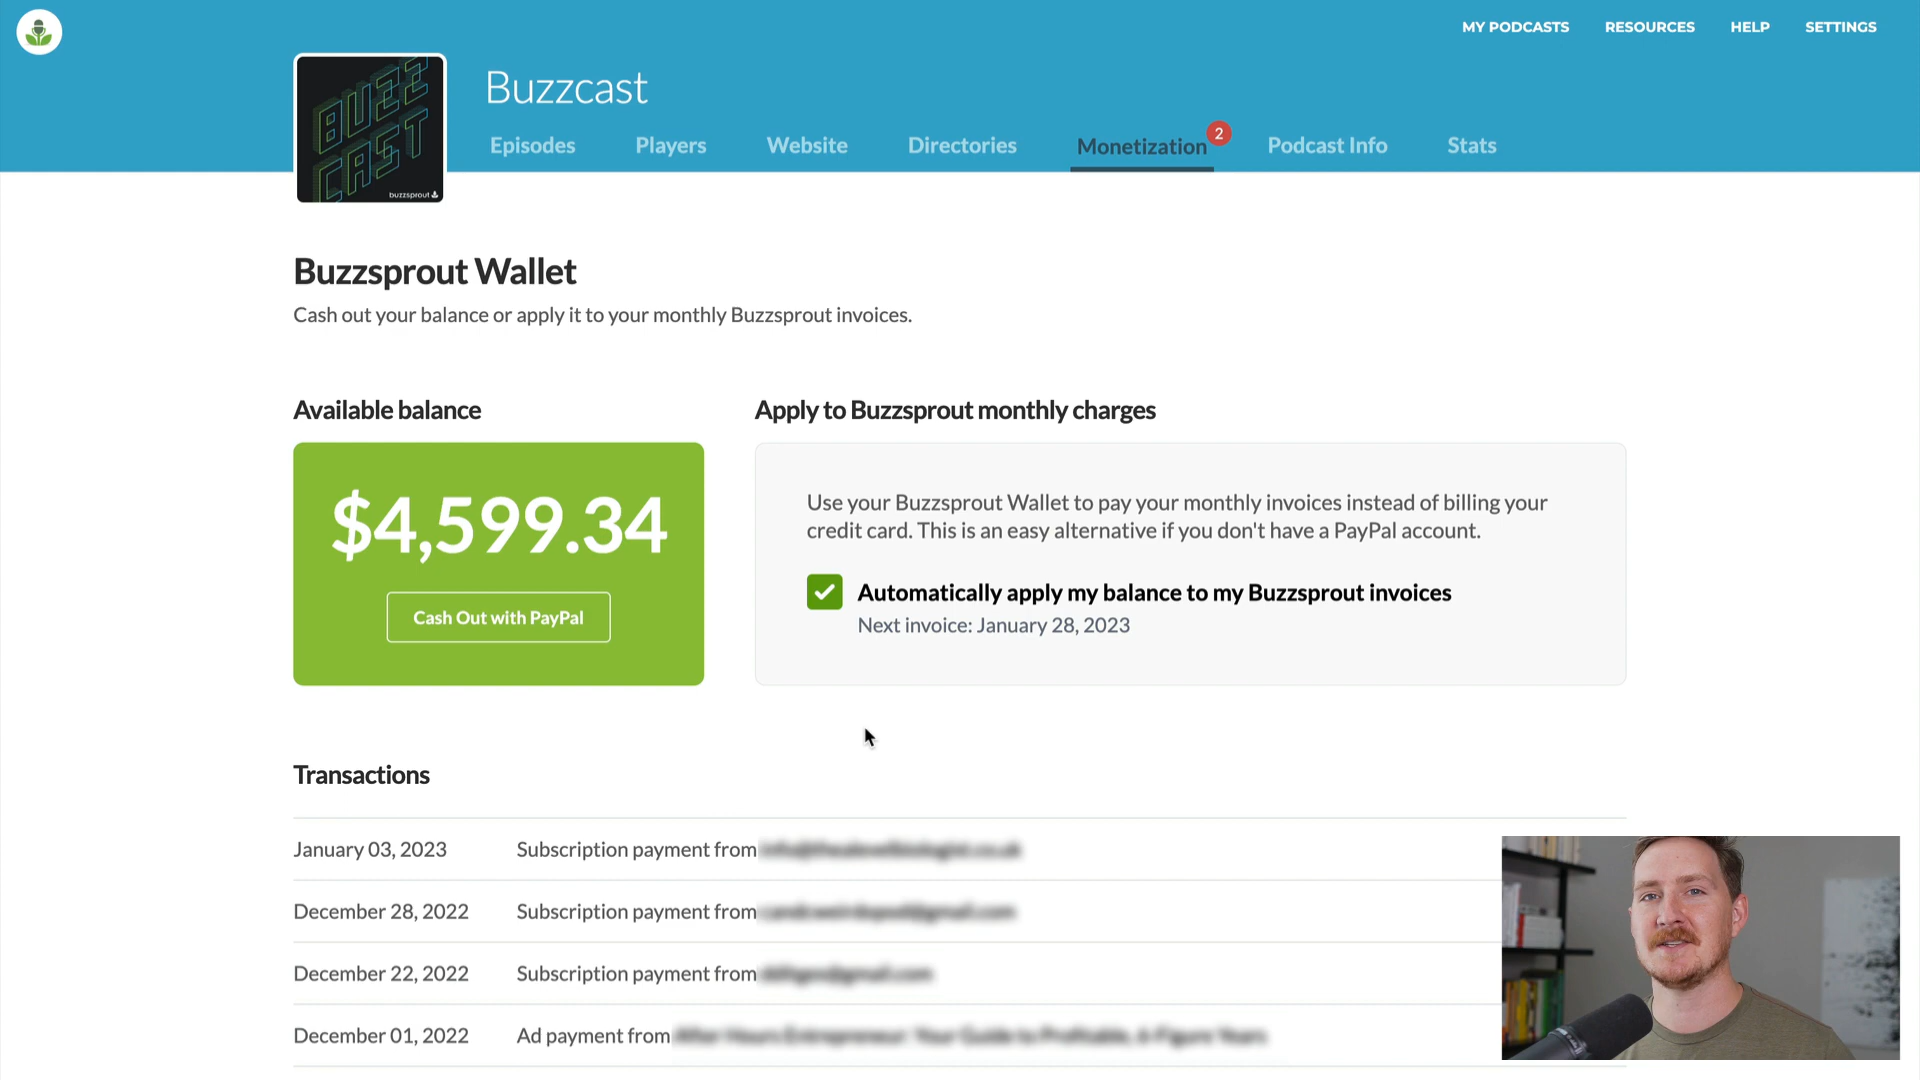 MY PODCASTS RESOURCES HELP SETTINGS
BUZZ
CAST
buzzsprout
Buzzcast
Episodes Players Website Directories Monetization 2 Podcast Info Stats
Buzzsprout Wallet
Cash out your balance or apply it to your monthly Buzzsprout invoices.
Available balance
$4,599.34
Cash Out with PayPal
Apply to Buzzsprout monthly charges
Use your Buzzsprout Wallet to pay your monthly invoices instead of billing your
credit card. This is an easy alternative if you don't have a PayPal account.
Automatically apply my balance to my Buzzsprout invoices
Next invoice: January 28, 2023
Transactions
January 03, 2023 Subscription payment from
December 28, 2022 Subscription payment from
December 22, 2022 Subscription payment from
December 01, 2022 Ad payment from